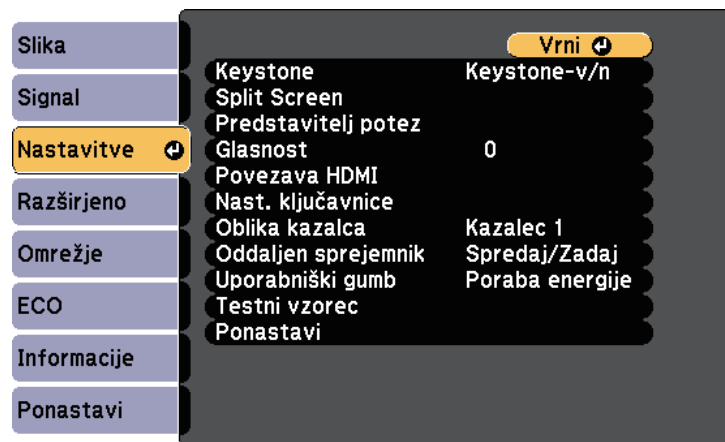 Slika
Signal
Nastavitve
Razširjeno
Omrežje
ECO
Informacije
Ponastavi
Vrni
Keystone Keystone-v/n
Split Screen
Predstavitelj potez
Glasnost 0
Povezava HDMI
Nast. ključavnice
Oblika kazalca Kazalec 1
Oddaljen sprejemnik Spredaj/Zadaj
Uporabniški gumb Poraba energije
Testni vzorec
Ponastavi